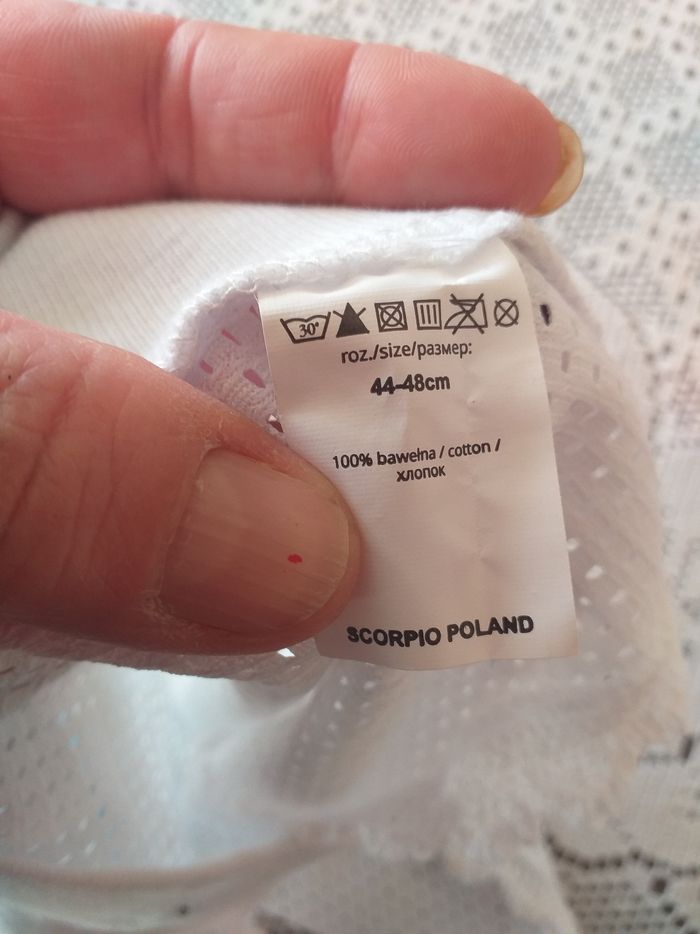 30°
roz./size/размер:
44-48cm
100% bawełna / cotton /
хлопок
SCORPIO POLAND